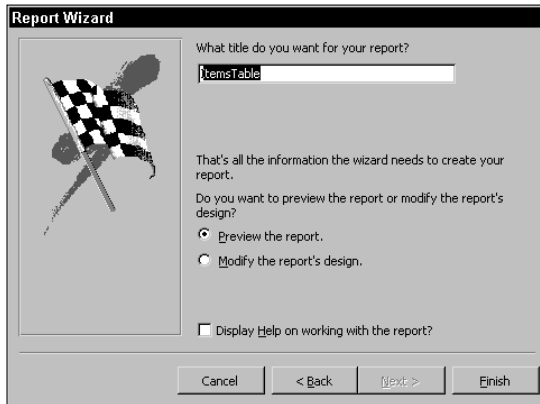 Report Wizard
What title do you want for your report?
ItemsTable
That's all the information the wizard needs to create your
report.
Do you want to preview the report or modify the report's
design?
Preview the report.
Modify the report's design.
Display Help on working with the report?
Cancel
< Back
Next >
Finish